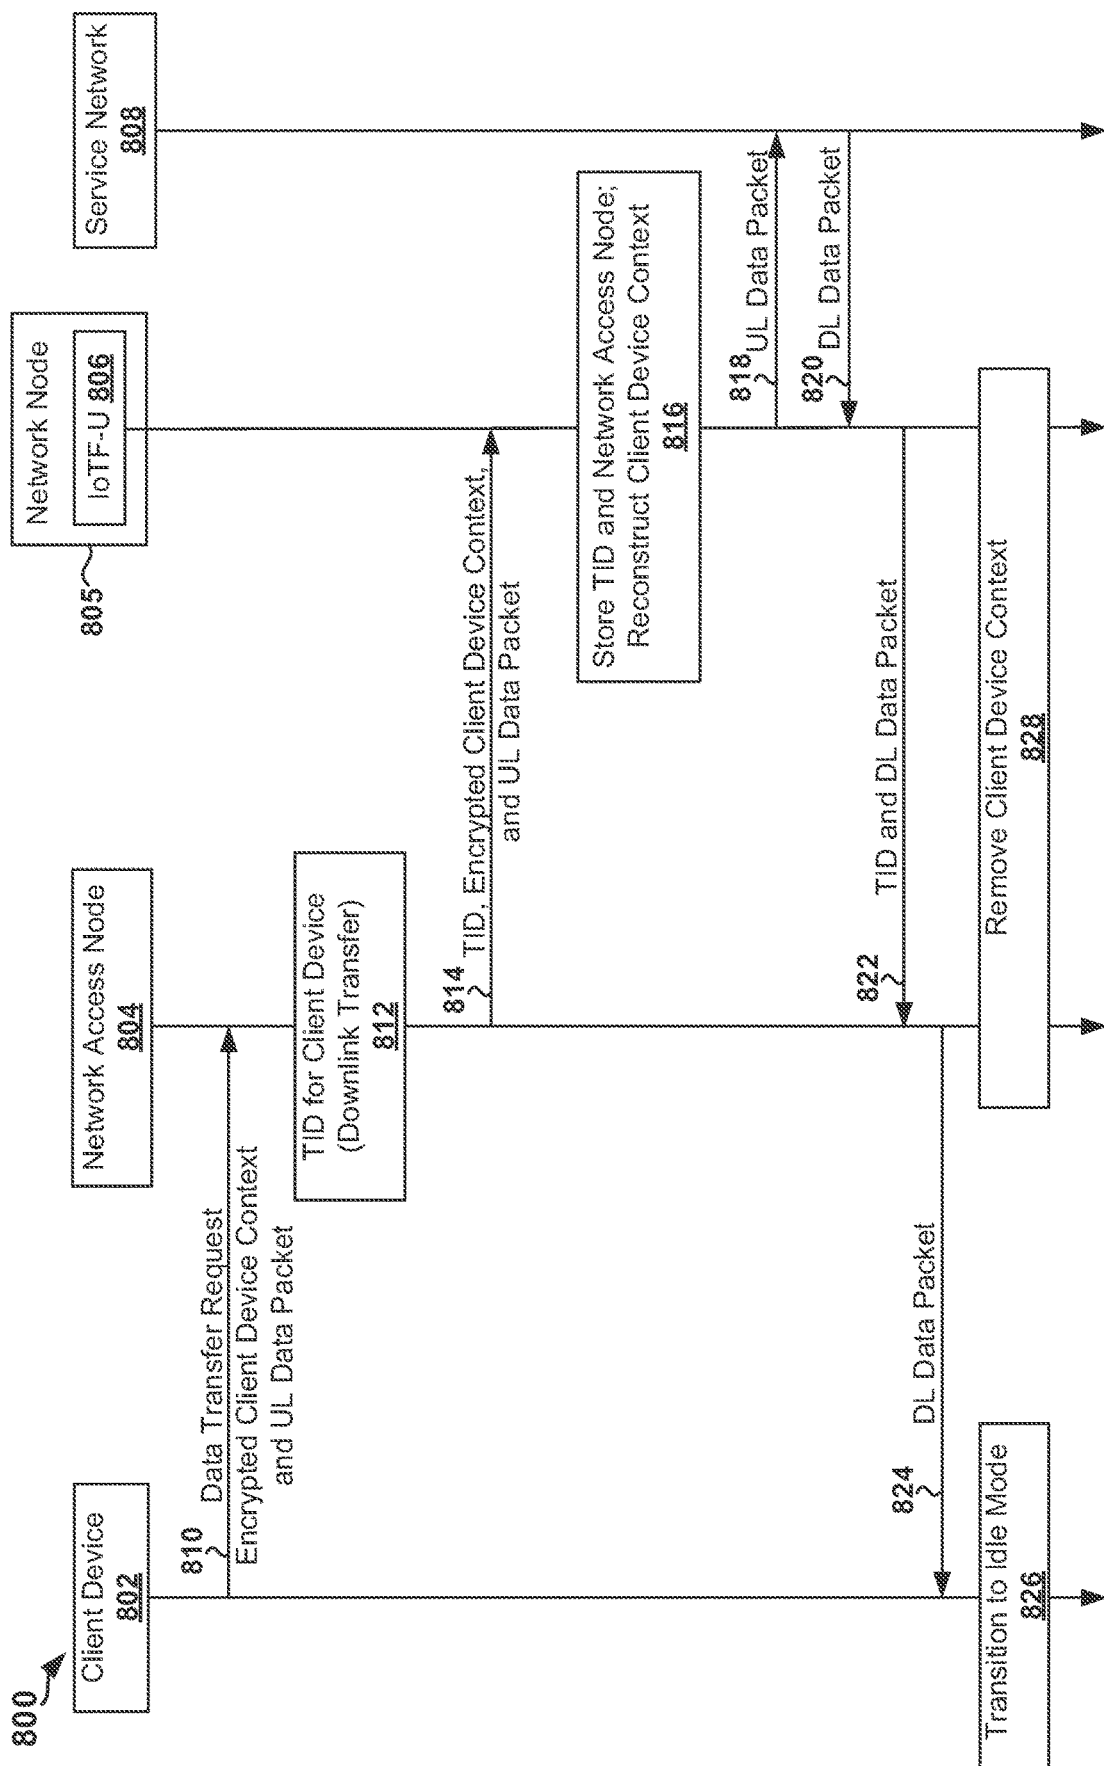 800
Client Device
802
Network Access Node
804
805
Network Node
IoTF-U 806
Service Network
808
810
Data Transfer Request
Encrypted Client Device Context
and UL Data Packet
TID for Client Device
(Downlink Transfer)
812
814
TID, Encrypted Client Device Context,
and UL Data Packet
Store TID and Network Access Node;
Reconstruct Client Device Context
816
818
UL Data Packet
820
DL Data Packet
822
TID and DL Data Packet
824
DL Data Packet
Transition to Idle Mode
826
Remove Client Device Context
828